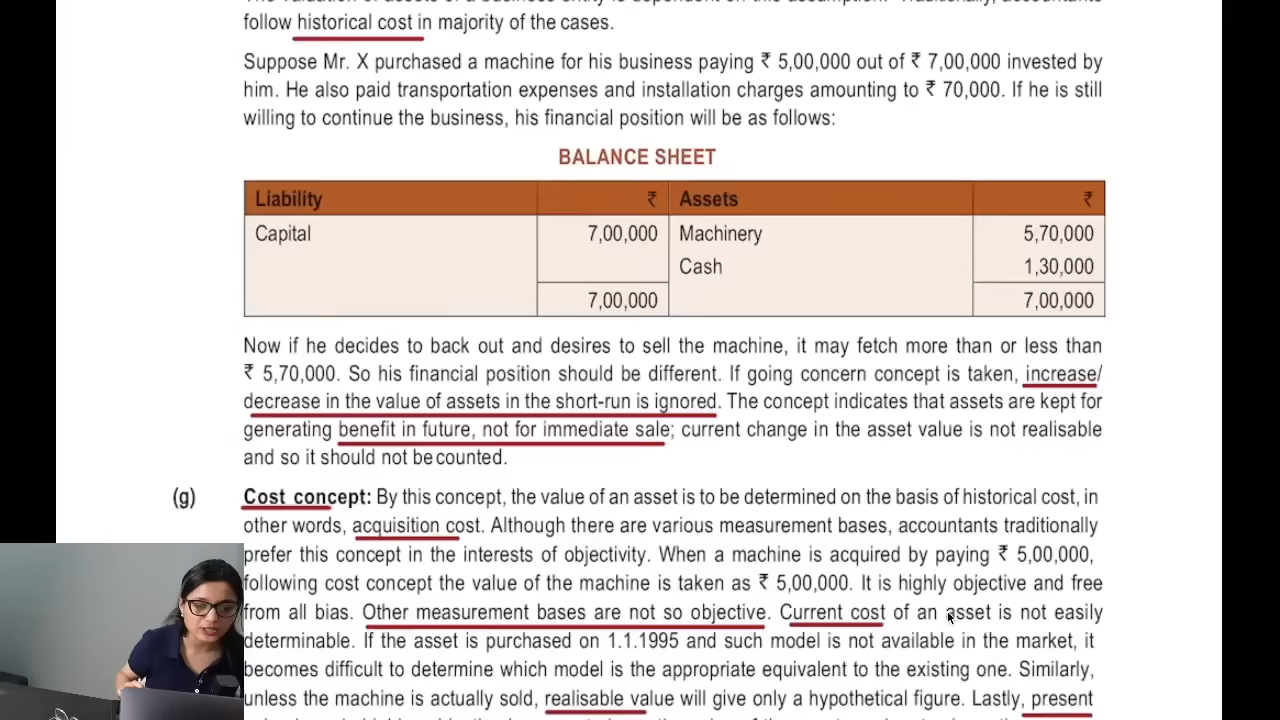 follow historical cost in majority of the cases.
Suppose Mr. X purchased a machine for his business paying ₹ 5,00,000 out of ₹ 7,00,000 invested by
him. He also paid transportation expenses and installation charges amounting to ₹ 70,000. If he is still
willing to continue the business, his financial position will be as follows:
BALANCE SHEET
Liability ₹ Assets ₹
Capital 7,00,000 Machinery 5,70,000
Cash 1,30,000
7,00,000 7,00,000
Now if he decides to back out and desires to sell the machine, it may fetch more than or less than
₹ 5,70,000. So his financial position should be different. If going concern concept is taken, increase/
decrease in the value of assets in the short-run is ignored. The concept indicates that assets are kept for
generating benefit in future, not for immediate sale; current change in the asset value is not realisable
and so it should not be counted.
(g) Cost concept: By this concept, the value of an asset is to be determined on the basis of historical cost, in
other words, acquisition cost. Although there are various measurement bases, accountants traditionally
prefer this concept in the interests of objectivity. When a machine is acquired by paying ₹ 5,00,000,
following cost concept the value of the machine is taken as ₹ 5,00,000. It is highly objective and free
from all bias. Other measurement bases are not so objective. Current cost of an asset is not easily
determinable. If the asset is purchased on 1.1.1995 and such model is not available in the market, it
becomes difficult to determine which model is the appropriate equivalent to the existing one. Similarly,
unless the machine is actually sold, realisable value will give only a hypothetical figure. Lastly, present